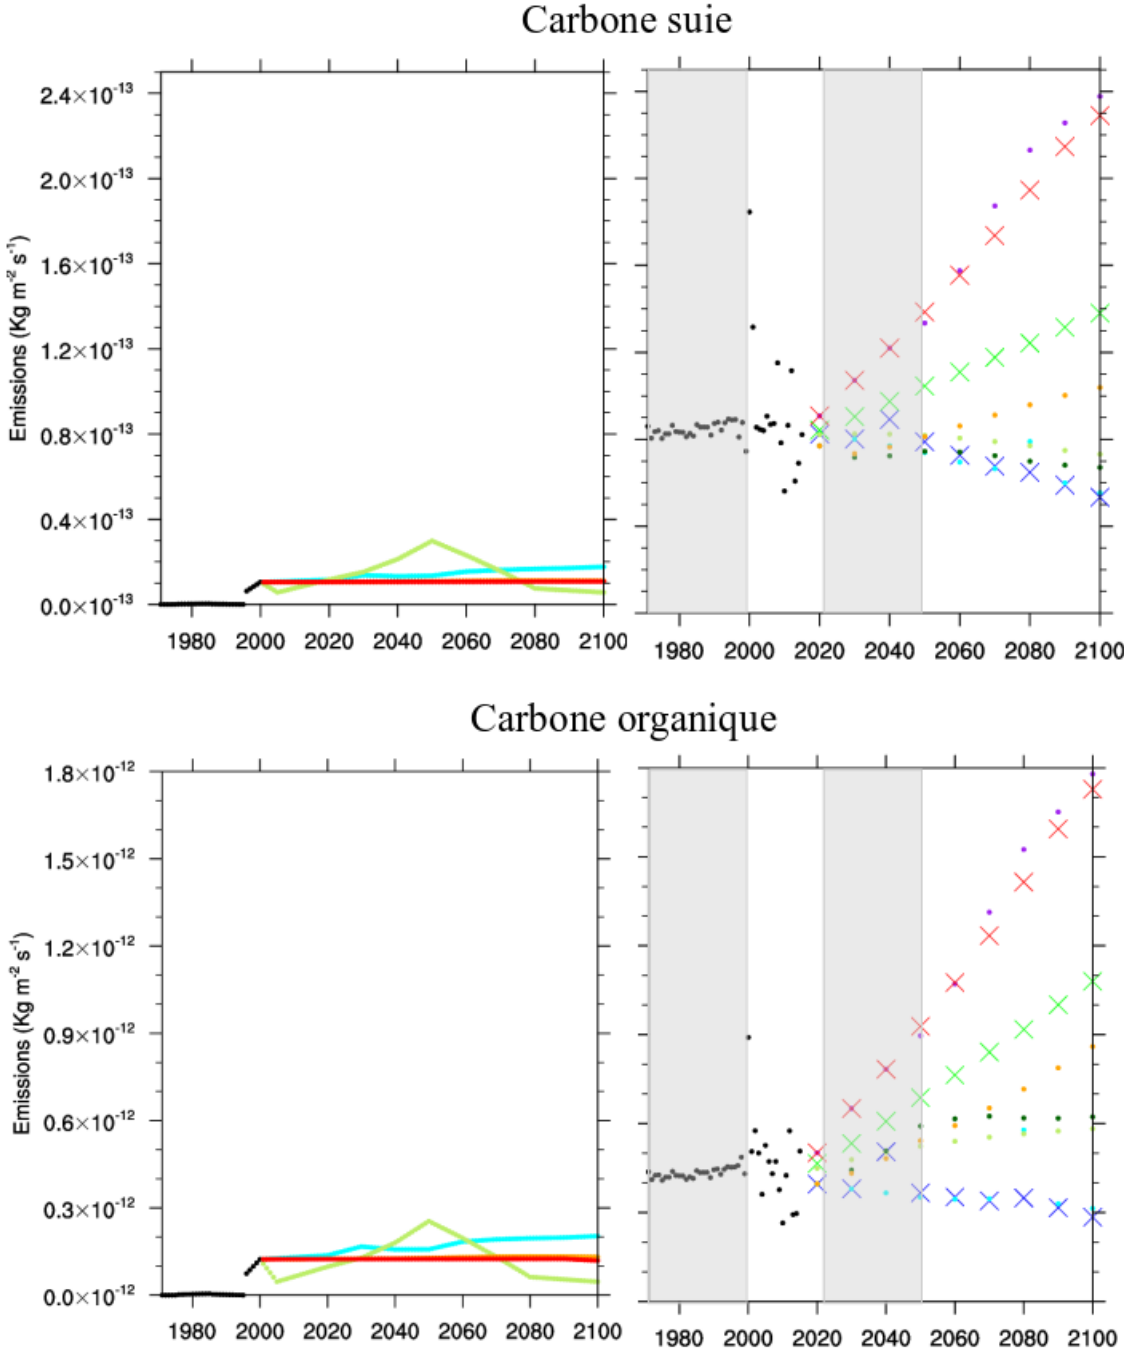 Carbone suie
Emissions (Kg m⁻² s⁻¹)
2.4×10⁻¹³
2.0×10⁻¹³
1.6×10⁻¹³
1.2×10⁻¹³
0.8×10⁻¹³
0.4×10⁻¹³
0.0×10⁻¹³
1980 2000 2020 2040 2060 2080 2100
1980 2000 2020 2040 2060 2080 2100
Carbone organique
Emissions (Kg m⁻² s⁻¹)
1.8×10⁻¹²
1.5×10⁻¹²
1.2×10⁻¹²
0.9×10⁻¹²
0.6×10⁻¹²
0.3×10⁻¹²
0.0×10⁻¹²
1980 2000 2020 2040 2060 2080 2100
1980 2000 2020 2040 2060 2080 2100